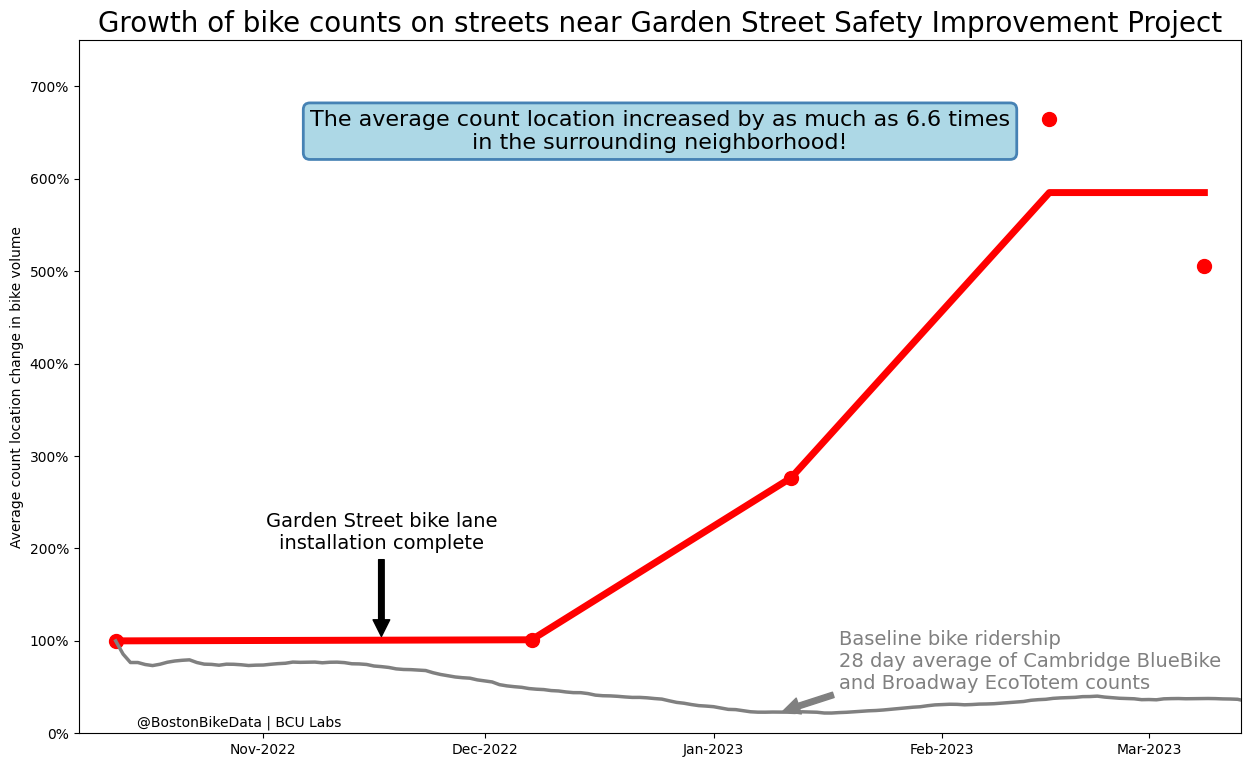 Growth of bike counts on streets near Garden Street Safety Improvement Project
Average count location change in bike volume
700%
600%
500%
400%
300%
200%
100%
0%
The average count location increased by as much as 6.6 times
in the surrounding neighborhood!
Garden Street bike lane
installation complete
Baseline bike ridership
28 day average of Cambridge BlueBike
and Broadway EcoTotem counts
@BostonBikeData | BCU Labs
Nov-2022
Dec-2022
Jan-2023
Feb-2023
Mar-2023